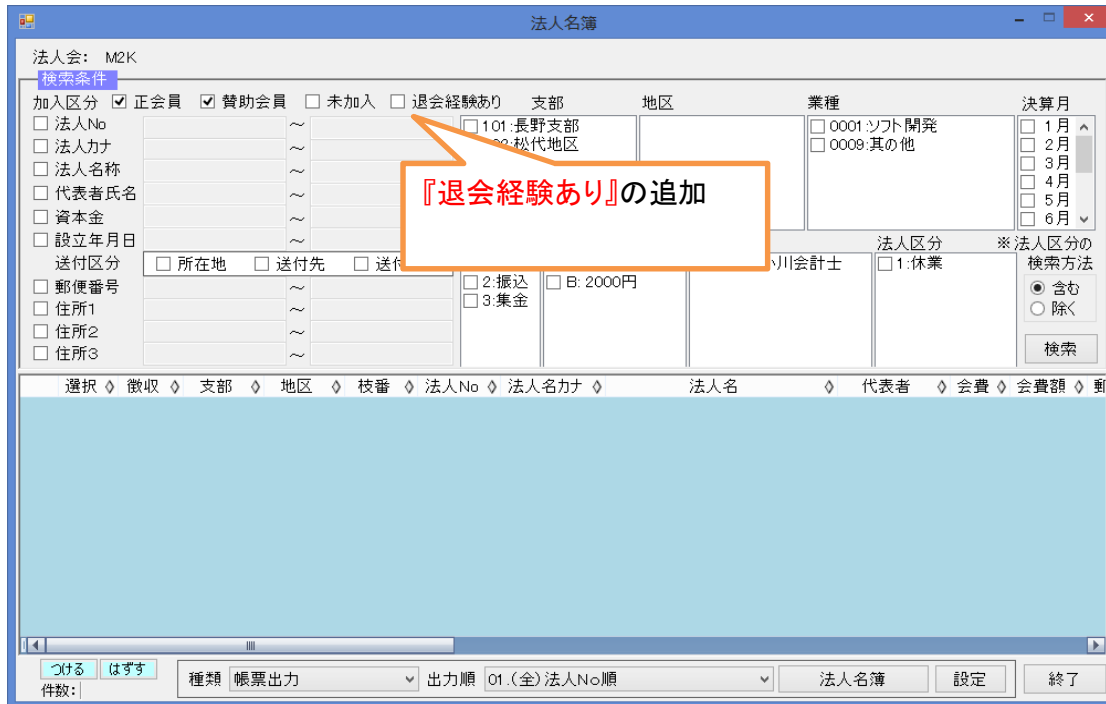 法人名簿
法人会： M2K
検索条件
加入区分 正会員 賛助会員 未加入 退会経験あり 支部 地区 業種 決算月
法人No ～ 101:長野支部 0001:ソフト開発 1月
法人カナ ～ 松代地区 0009:其の他 2月
法人名称 ～ 3月
代表者氏名 ～ 4月
資本金 ～ 5月
設立年月日 ～ 6月
『退会経験あり』の追加
法人区分 ※法人区分の
送付区分 所在地 送付先 送付 川会計士 1:休業 検索方法
郵便番号 ～ 2:振込 B: 2000円 含む
住所1 ～ 3:集金 除く
住所2 ～
住所3 ～ 検索
選択 徴収 支部 地区 枝番 法人No 法人名カナ 法人名 代表者 会費 会費額
つける はずす
件数:
種類 帳票出力 出力順 01.(全)法人No順 法人名簿 設定 終了